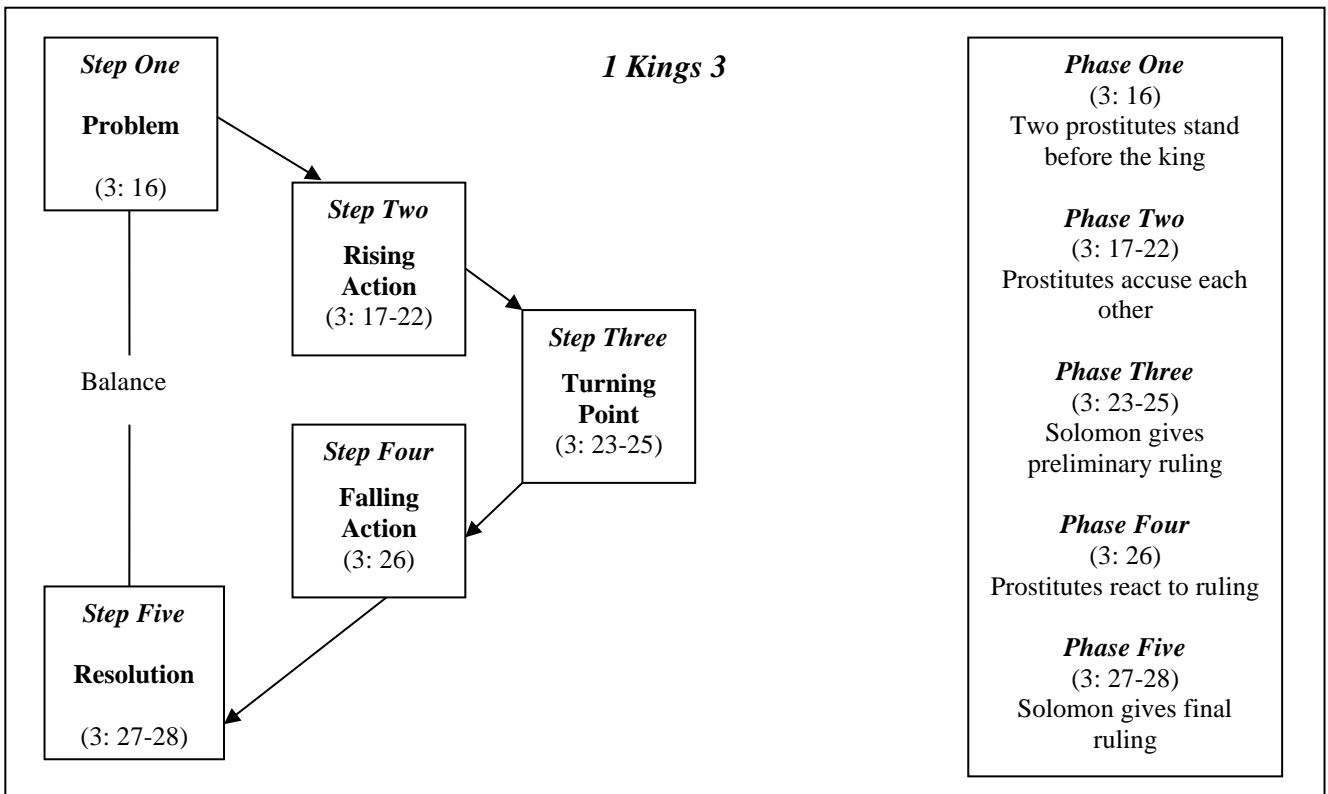 1 Kings 3
Step One
Problem
(3: 16)
Step Two
Rising
Action
(3: 17-22)
Step Three
Turning
Point
(3: 23-25)
Balance
Step Four
Falling
Action
(3: 26)
Step Five
Resolution
(3: 27-28)
Phase One
(3: 16)
Two prostitutes stand
before the king
Phase Two
(3: 17-22)
Prostitutes accuse each
other
Phase Three
(3: 23-25)
Solomon gives
preliminary ruling
Phase Four
(3: 26)
Prostitutes react to ruling
Phase Five
(3: 27-28)
Solomon gives final
ruling